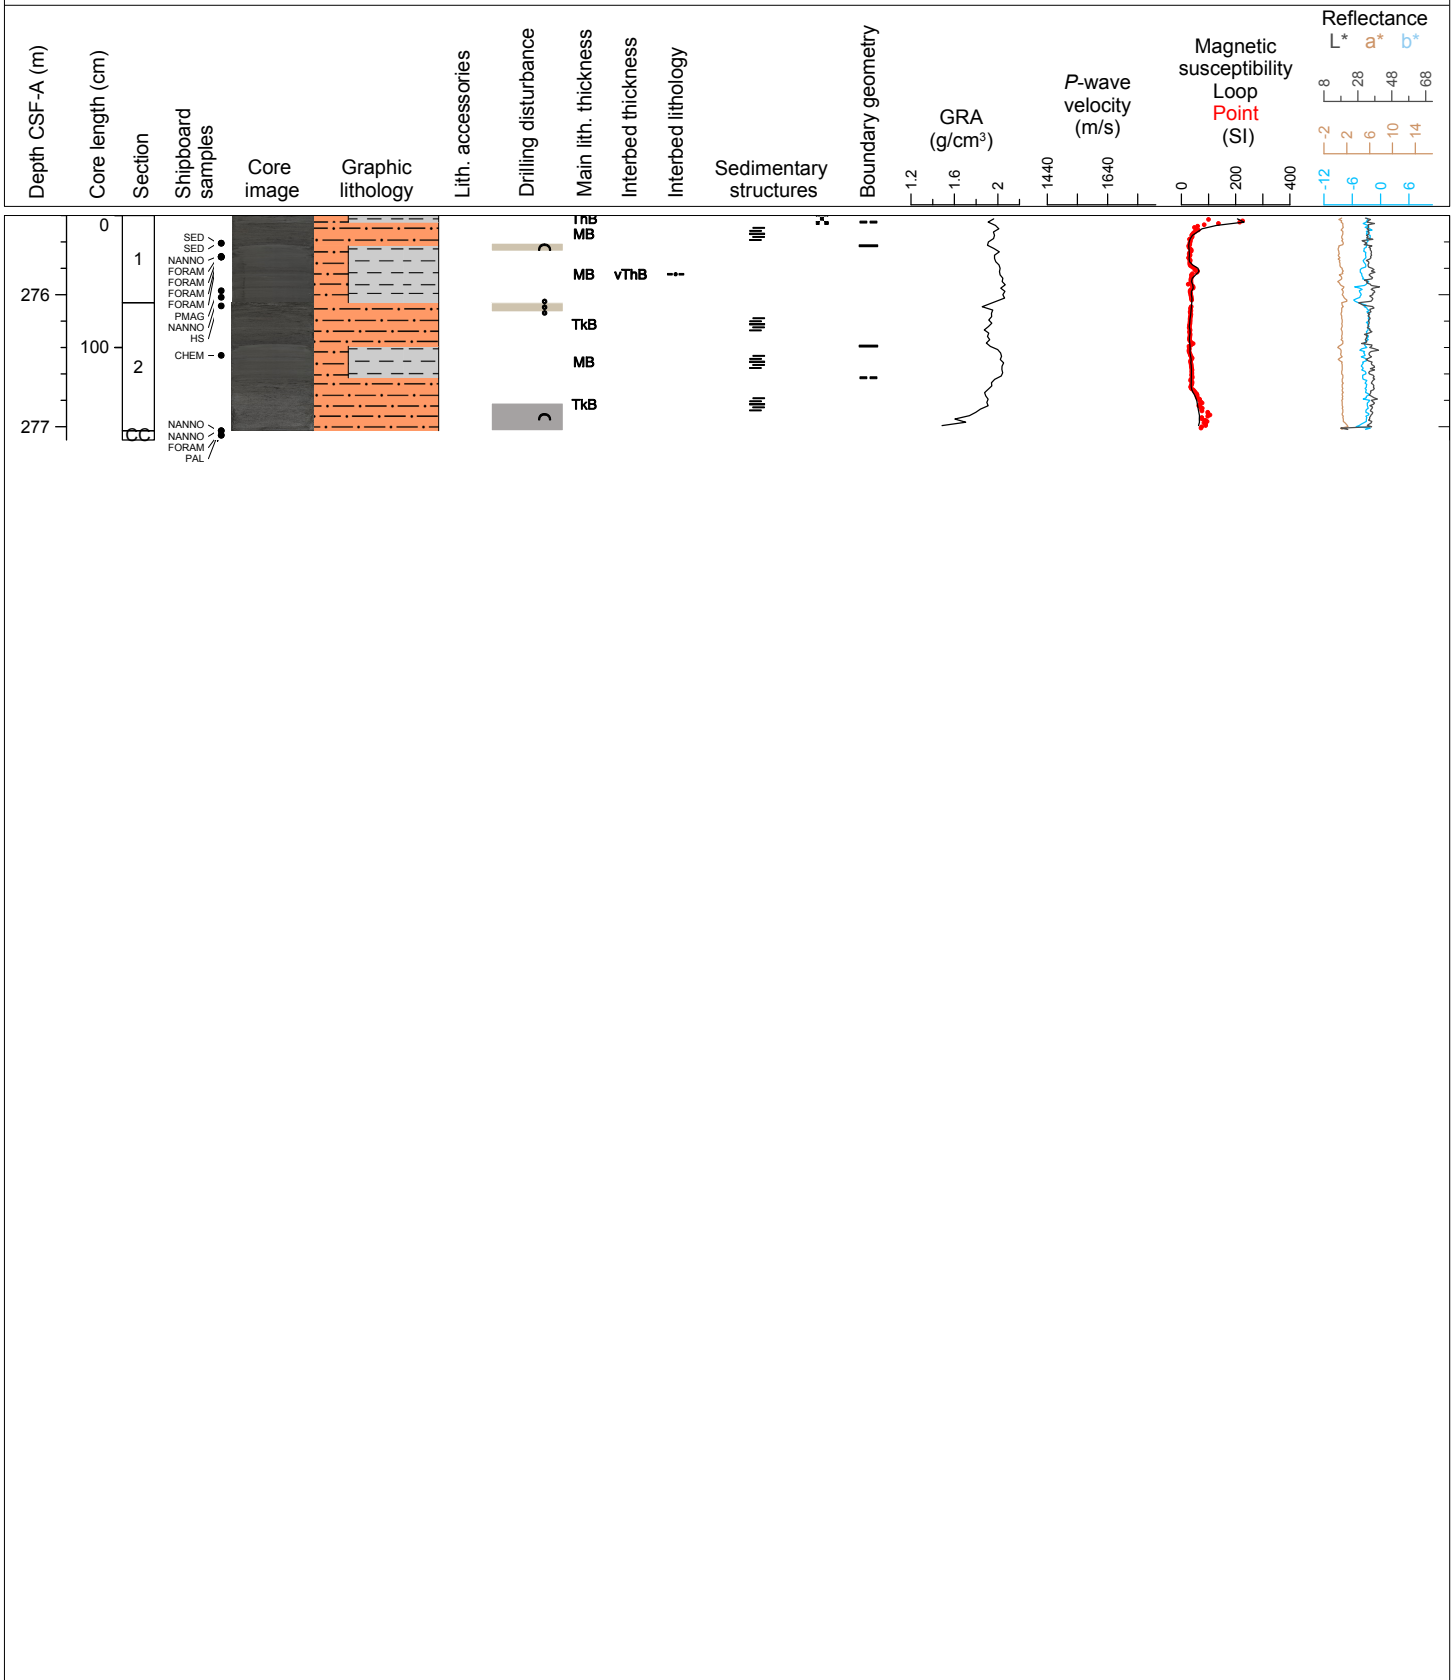 Depth CSF-A (m)
Core length (cm)
Section
Shipboard
samples
Core
image
Graphic
lithology
Lith. accessories
Drilling disturbance
Main lith. thickness
Interbed thickness
Interbed lithology
Sedimentary
structures
Boundary geometry
GRA
(g/cm³)
1.2
1.6
2
P-wave
velocity
(m/s)
1440
1640
Magnetic
susceptibility
Loop
Point
(SI)
0
200
400
Reflectance
L* a* b*
8 28 48 68
-2 2 6 10 14
-12 -6 0 6
276
277
0
100
1
2
CC
SED
SED
NANNO
FORAM
FORAM
FORAM
FORAM
PMAG
NANNO
HS
CHEM
NANNO
NANNO
FORAM
PAL
ThB
MB
MB vThB
TkB
MB
TkB